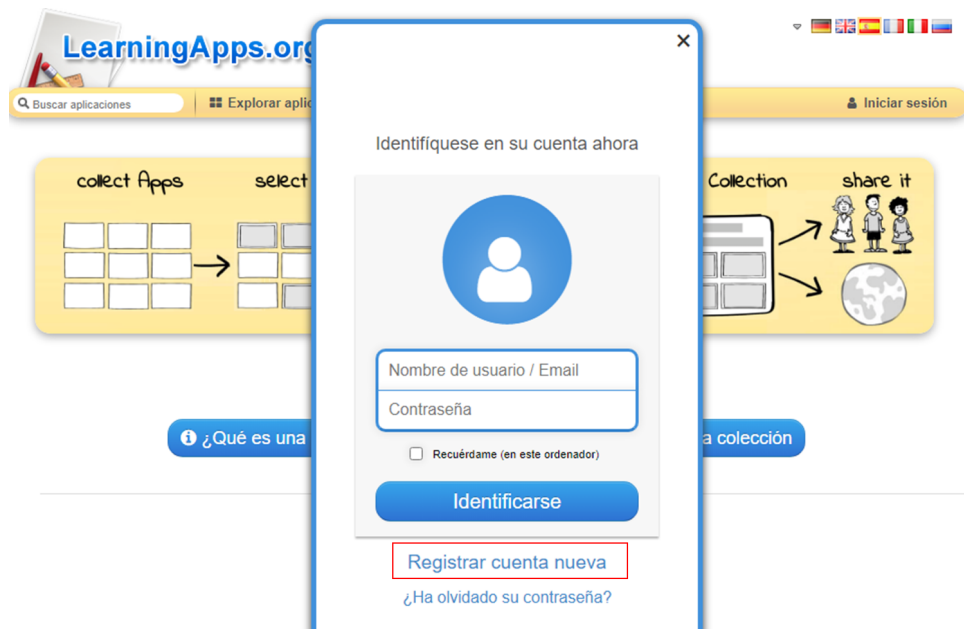 LearningApps.org
Buscar aplicaciones
Explorar aplic
Iniciar sesión
Identifíquese en su cuenta ahora
collect Apps
select
Collection
share it
Nombre de usuario / Email
Contraseña
Recuérdame (en este ordenador)
¿Qué es una
a colección
Identificarse
Registrar cuenta nueva
¿Ha olvidado su contraseña?